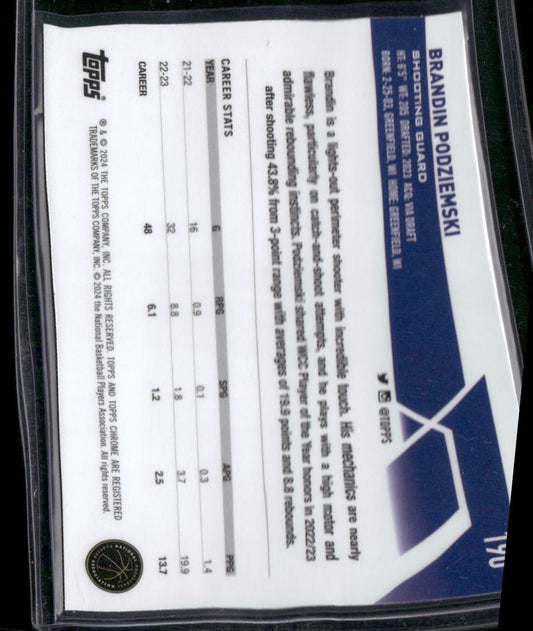 BRANDIN PODZIEMSKI
SHOOTING GUARD
HT: 6'5" WT: 205 DRAFTED: 2023 ACQ: VIA DRAFT
BORN: 2-25-03, GREENFIELD, WI HOME: GREENFIELD, WI
@TOPPS
Brandin is a lights-out perimeter shooter with incredible touch. His mechanics are nearly
flawless, particularly on catch-and-shoot attempts, and he plays with a high motor and
admirable rebounding instincts. Podziemski shared WCC Player of the Year honors in 2022/23
after shooting 43.8% from 3-point range with averages of 19.9 points and 8.8 rebounds.
CAREER STATS
YEAR G RPG SPG APG PPG
21-22 16 0.9 0.1 0.3 1.4
22-23 32 8.8 1.8 3.7 19.9
CAREER 48 6.1 1.2 2.5 13.7
topps
® & © 2024 THE TOPPS COMPANY, INC. ALL RIGHTS RESERVED. TOPPS AND TOPPS CHROME ARE REGISTERED
TRADEMARKS OF THE TOPPS COMPANY, INC. © 2024 the National Basketball Players Association. All rights reserved.